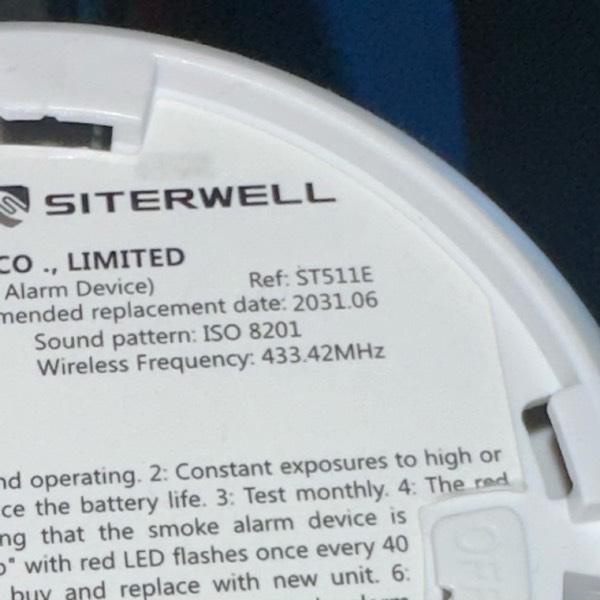 SITERWELL
CO ., LIMITED
Alarm Device) Ref: ST511E
mended replacement date: 2031.06
Sound pattern: ISO 8201
Wireless Frequency: 433.42MHz
nd operating. 2: Constant exposures to high or
ce the battery life. 3: Test monthly. 4: The red
ng that the smoke alarm device is
" with red LED flashes once every 40
buy and replace with new unit. 6: